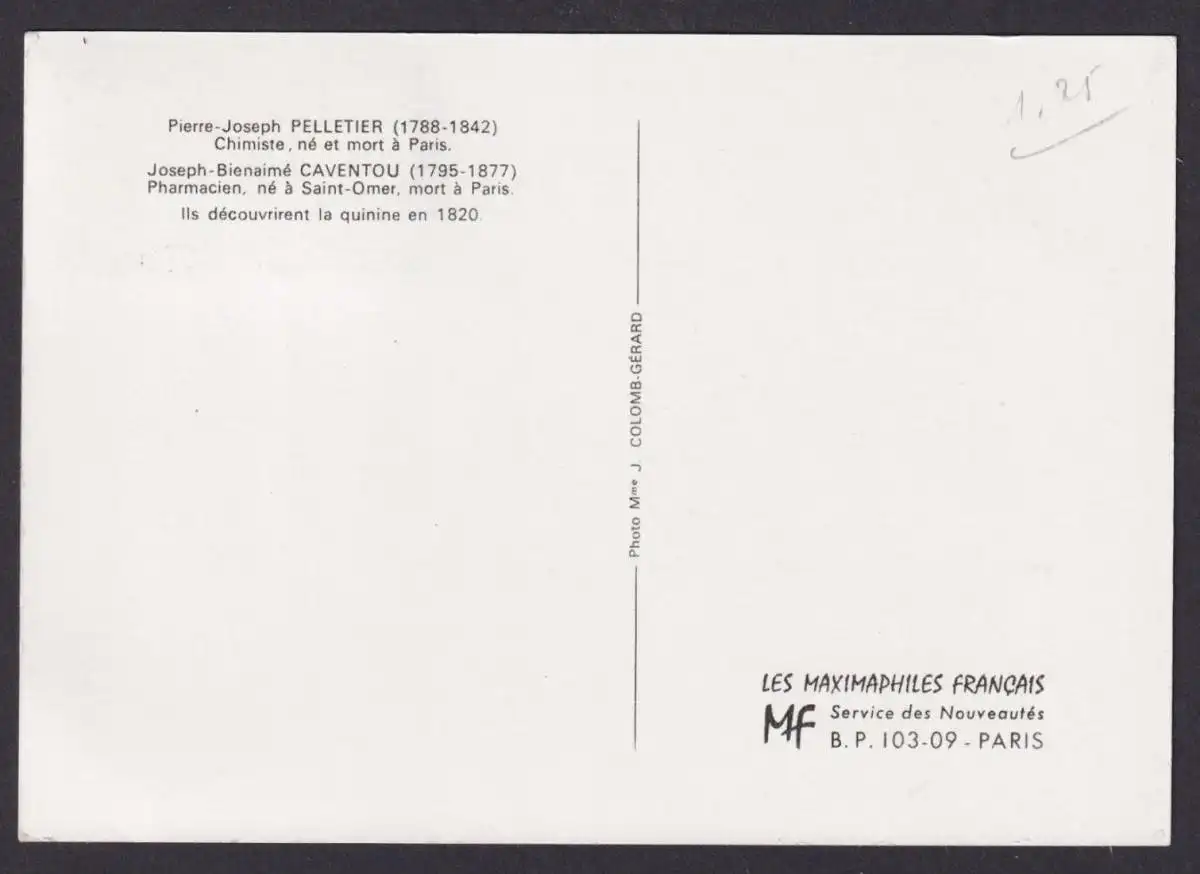 Pierre-Joseph PELLETIER (1788-1842)
Chimiste, né et mort à Paris.
Joseph-Bienaimé CAVENTOU (1795-1877)
Pharmacien, né à Saint-Omer, mort à Paris.
Ils découvrirent la quinine en 1820.
Photo Mme J. COLOMB-GÉRARD
1,25
LES MAXIMAPHILES FRANÇAIS
MF Service des Nouveautés
B. P. 103-09 - PARIS